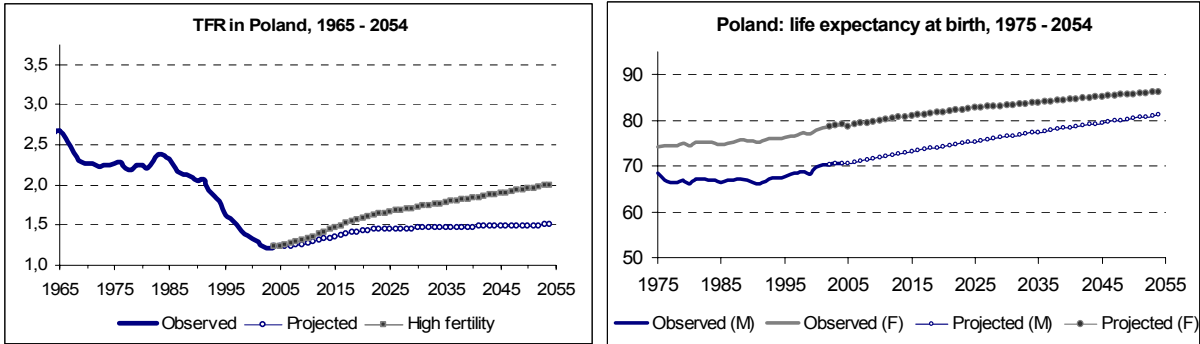 TFR in Poland, 1965 - 2054
3,5
3,0
2,5
2,0
1,5
1,0
1965 1975 1985 1995 2005 2015 2025 2035 2045 2055
Observed Projected High fertility
Poland: life expectancy at birth, 1975 - 2054
90
80
70
60
50
1975 1985 1995 2005 2015 2025 2035 2045 2055
Observed (M) Observed (F) Projected (M) Projected (F)